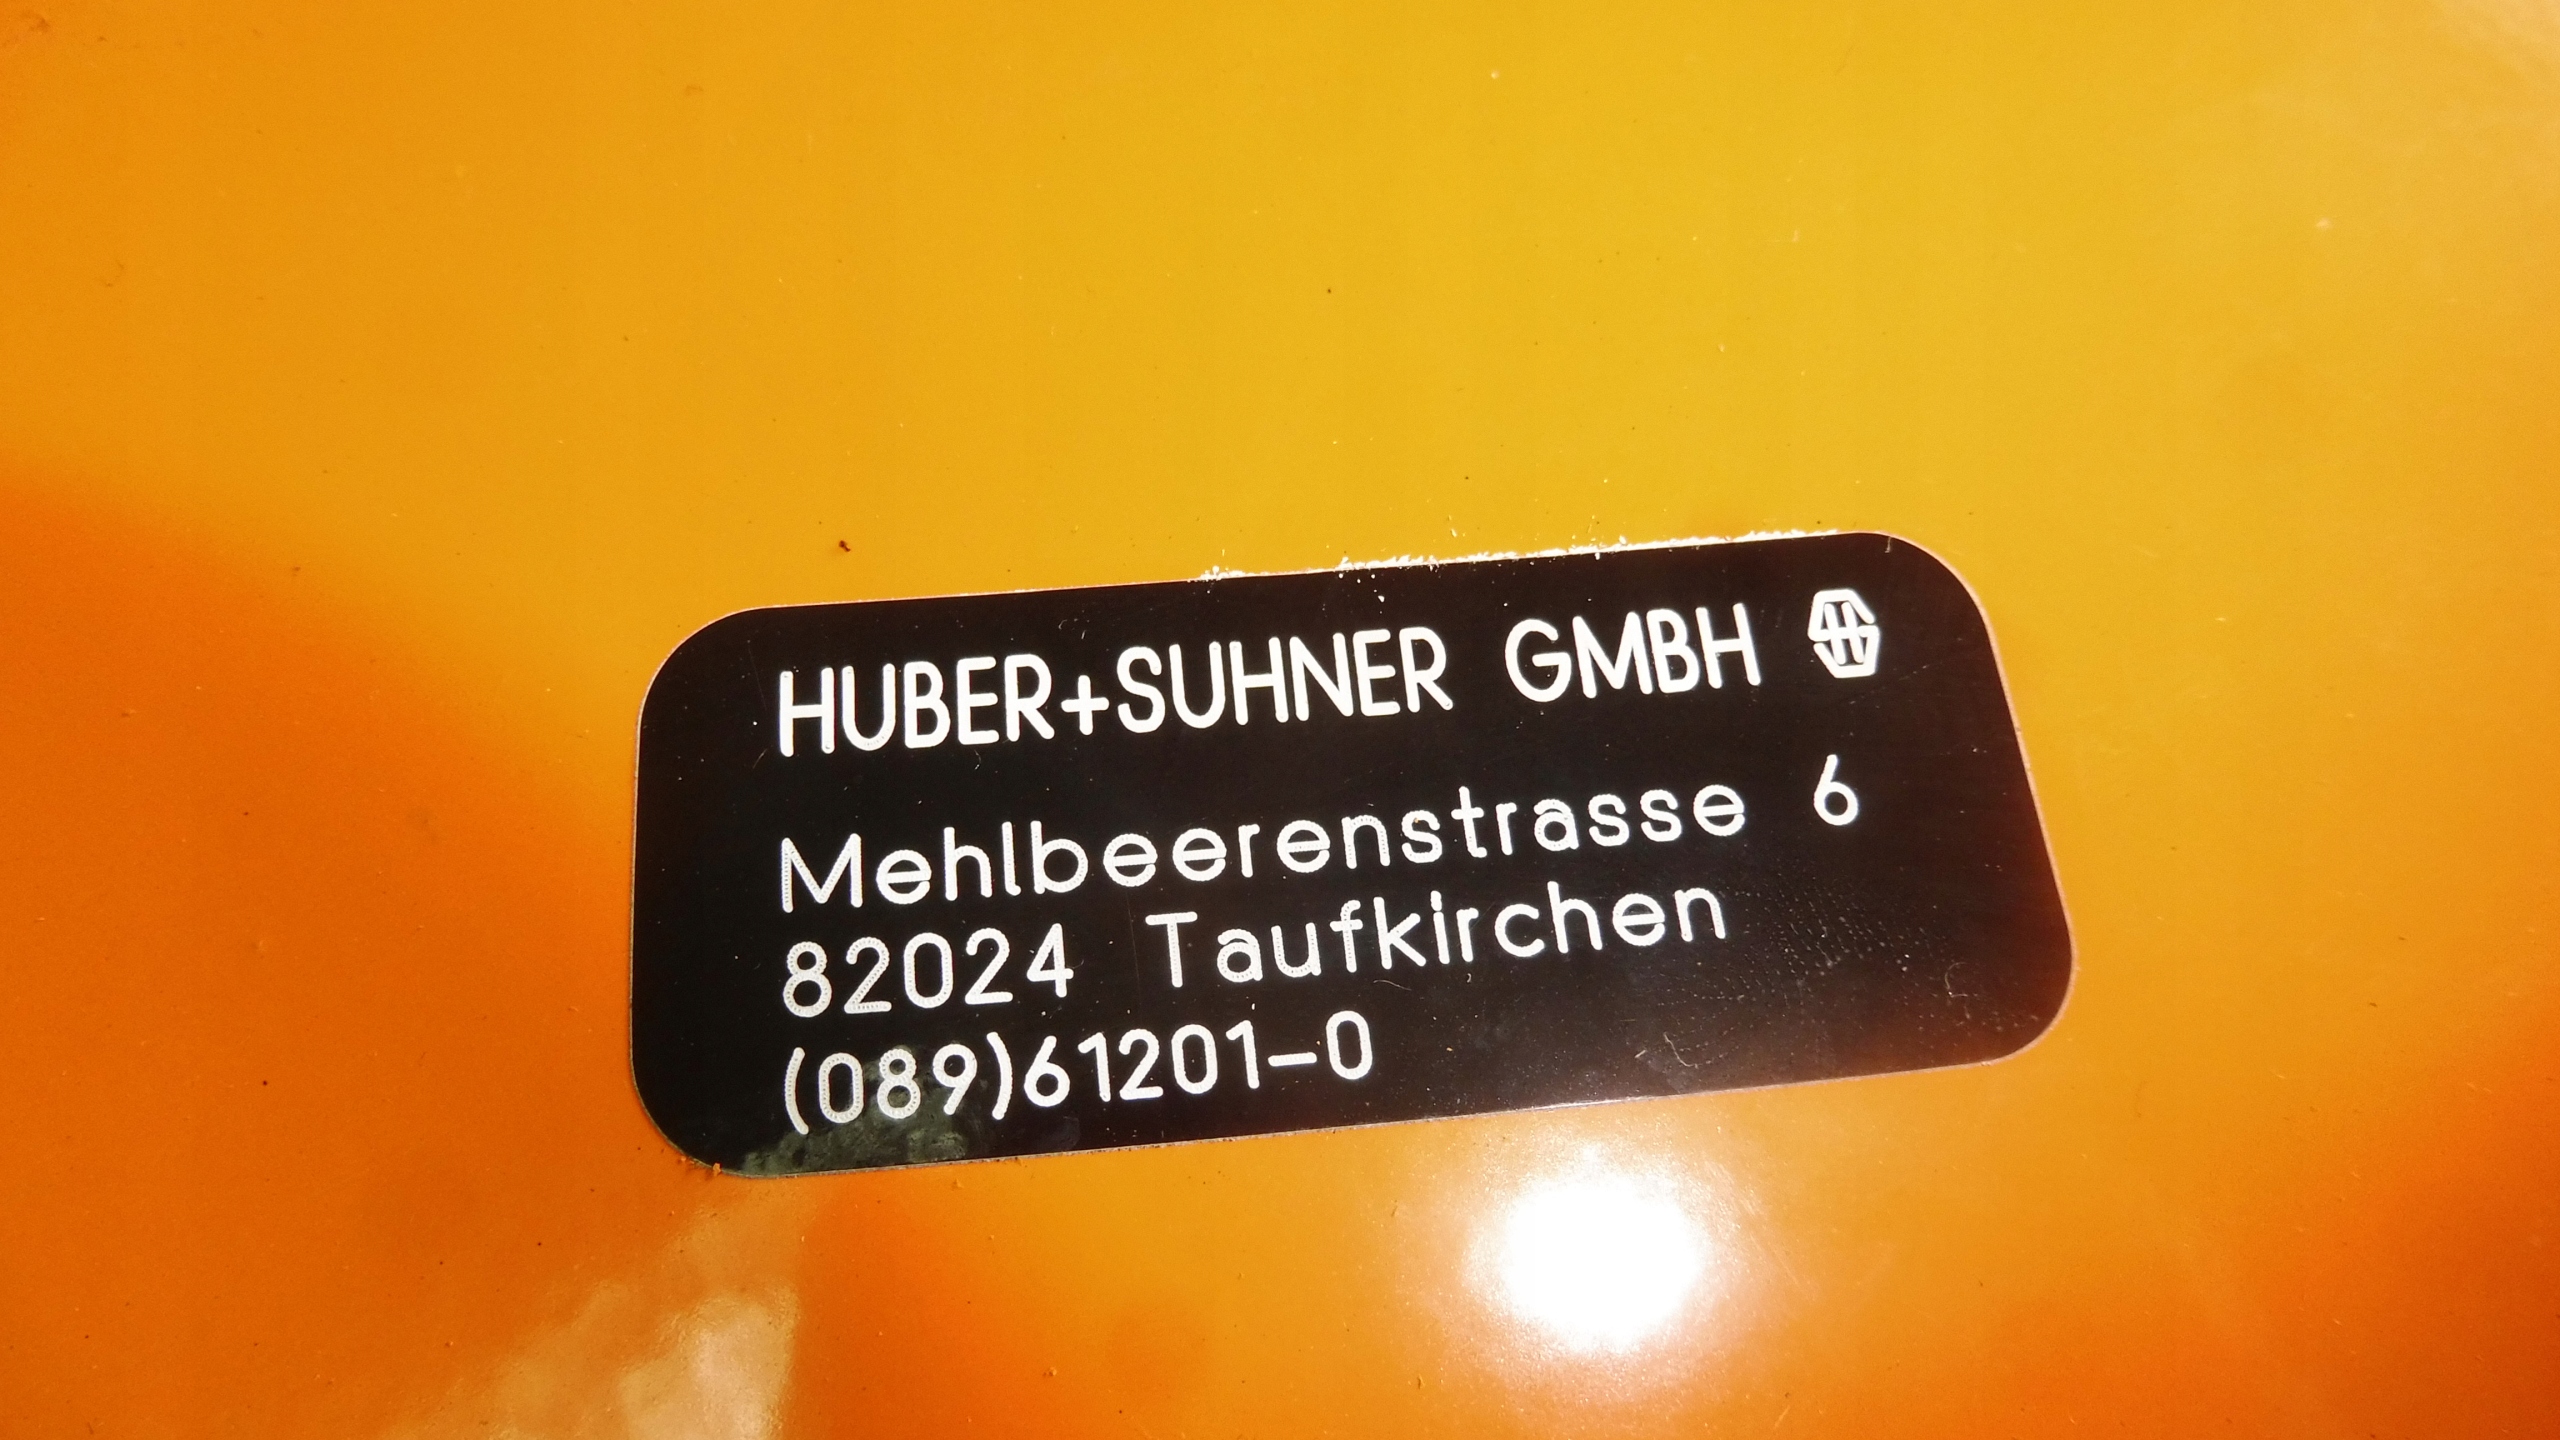 HUBER+SUHNER GMBH
Mehlbeerenstrasse 6
82024 Taufkirchen
(089)61201-0